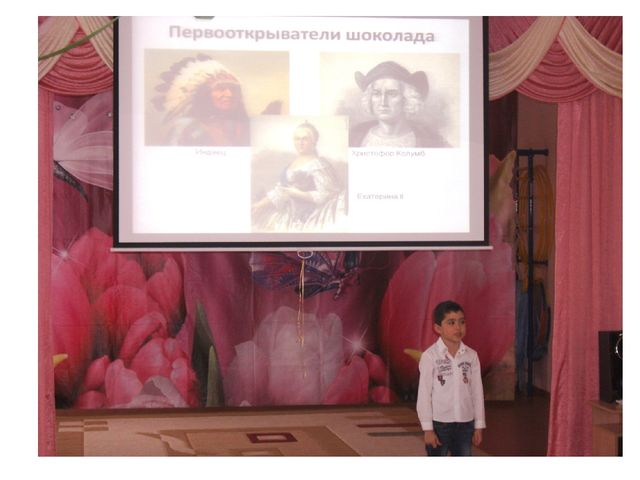 Первооткрыватели шоколада
Индеец
Христофор Колумб
Екатерина II